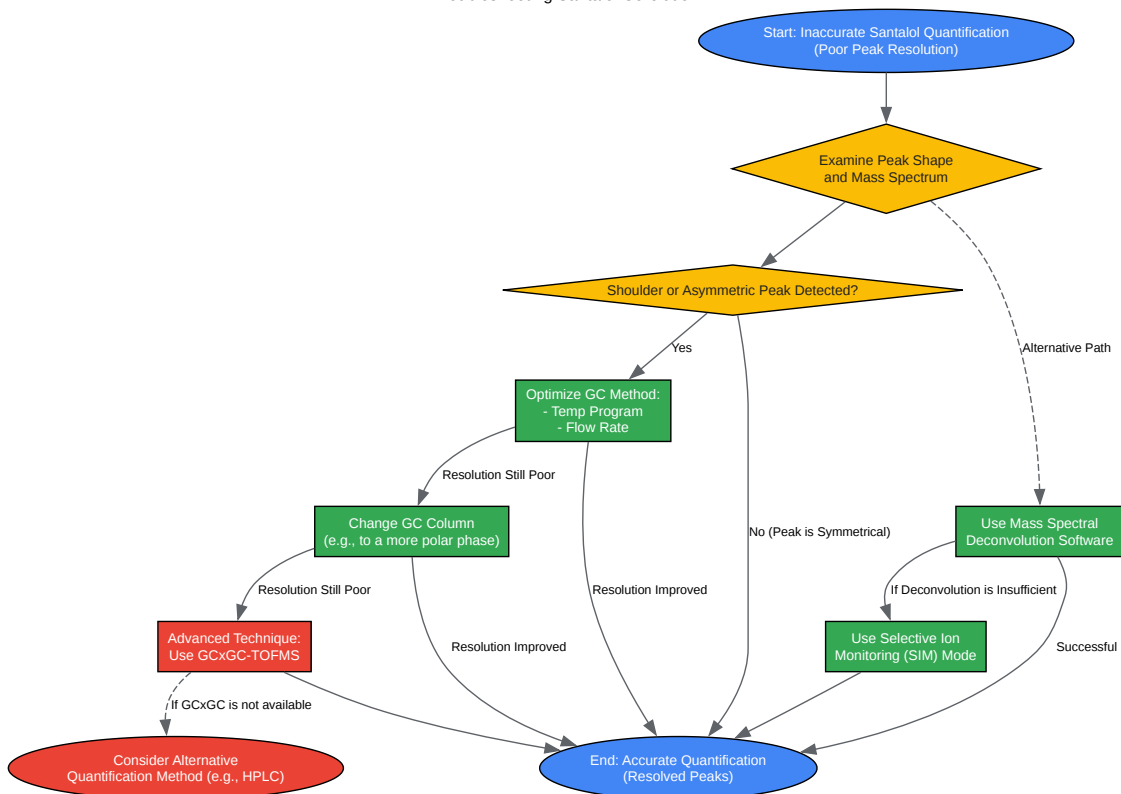 Start: Inaccurate Santalol Quantification
(Poor Peak Resolution)
Examine Peak Shape
and Mass Spectrum
Shoulder or Asymmetric Peak Detected?
Yes
Alternative Path
Optimize GC Method:
- Temp Program
- Flow Rate
Resolution Still Poor
Change GC Column
(e.g., to a more polar phase)
No (Peak is Symmetrical)
Use Mass Spectral
Deconvolution Software
Resolution Still Poor
Resolution Improved
If Deconvolution is Insufficient
Advanced Technique:
Use GCxGC-TOFMS
Resolution Improved
Use Selective Ion
Monitoring (SIM) Mode
Successful
If GCxGC is not available
Consider Alternative
Quantification Method (e.g., HPLC)
End: Accurate Quantification
(Resolved Peaks)